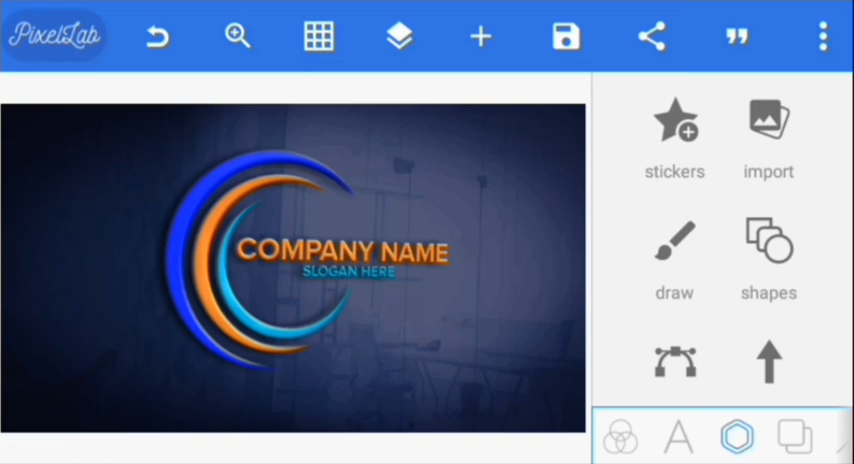 PixelLab
stickers
import
COMPANY NAME
SLOGAN HERE
draw
shapes